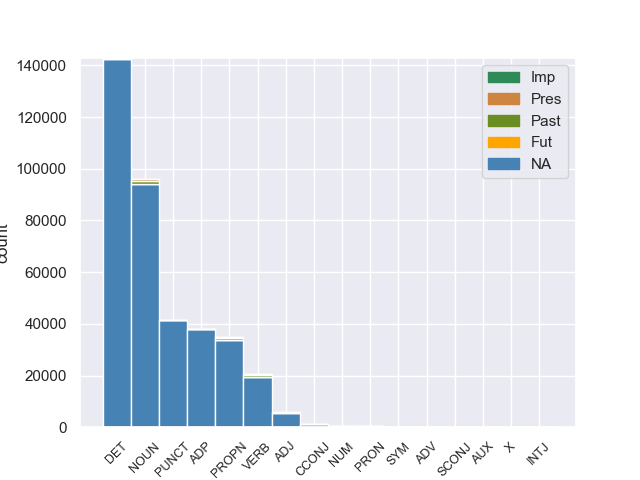 140000
120000
100000
80000
60000
40000
20000
0
count
Imp
Pres
Past
Fut
NA
DET NOUN PUNCT ADP PROPN VERB ADJ CCONJ NUM PRON SYM ADV SCONJ AUX X INTJ